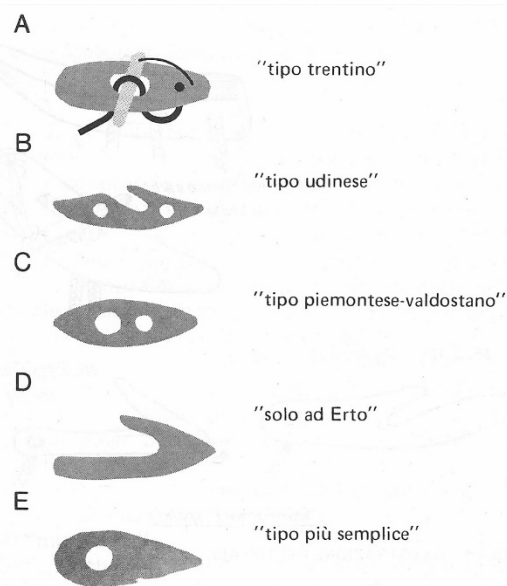 A
"tipo trentino"
B
"tipo udinese"
C
"tipo piemontese-valdostano"
D
"solo ad Erto"
E
"tipo più semplice"